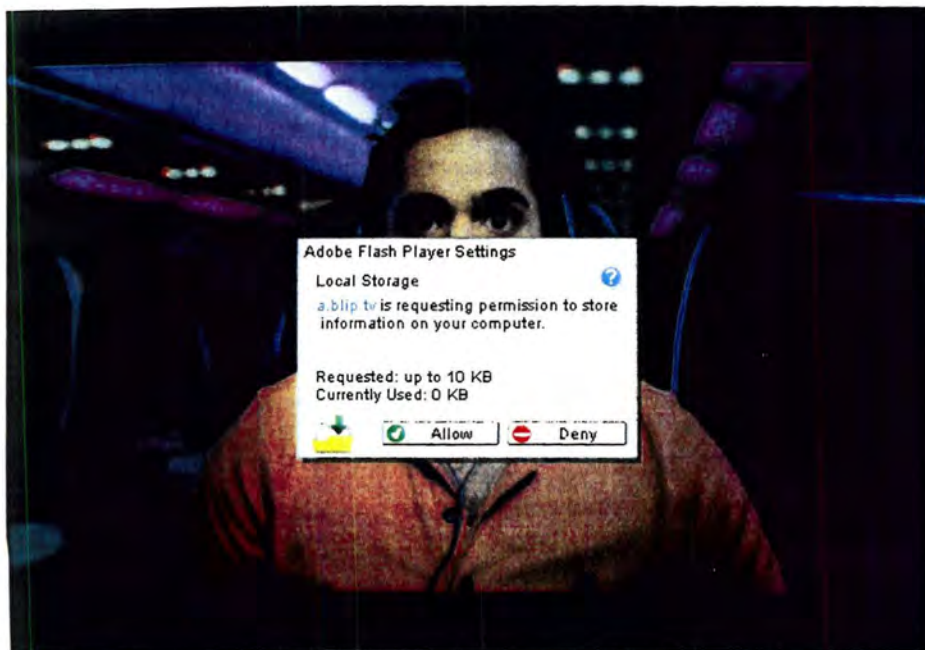 Adobe Flash Player Settings
Local Storage
?
a.blip.tv is requesting permission to store
information on your computer.
Requested: up to 10 KB
Currently Used: 0 KB
Allow
Deny